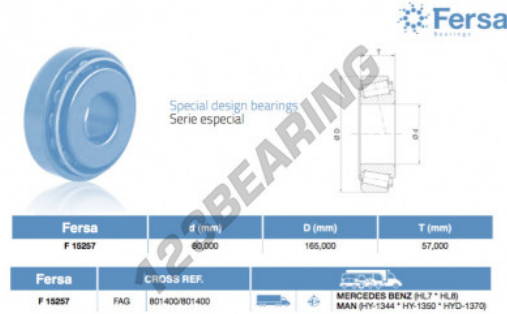 Fersa
Bearings
Special design bearings
Serie especial
T
Ø D
Ø d
123BEARING
Fersa d (mm) D (mm) T (mm)
F 15257 60,000 165,000 57,000
Fersa CROSS REF.
F 15257 FAG 801400/801400 MERCEDES BENZ (HL7 * HL8)
MAN (HY-1344 * HY-1350 * HYD-1370)